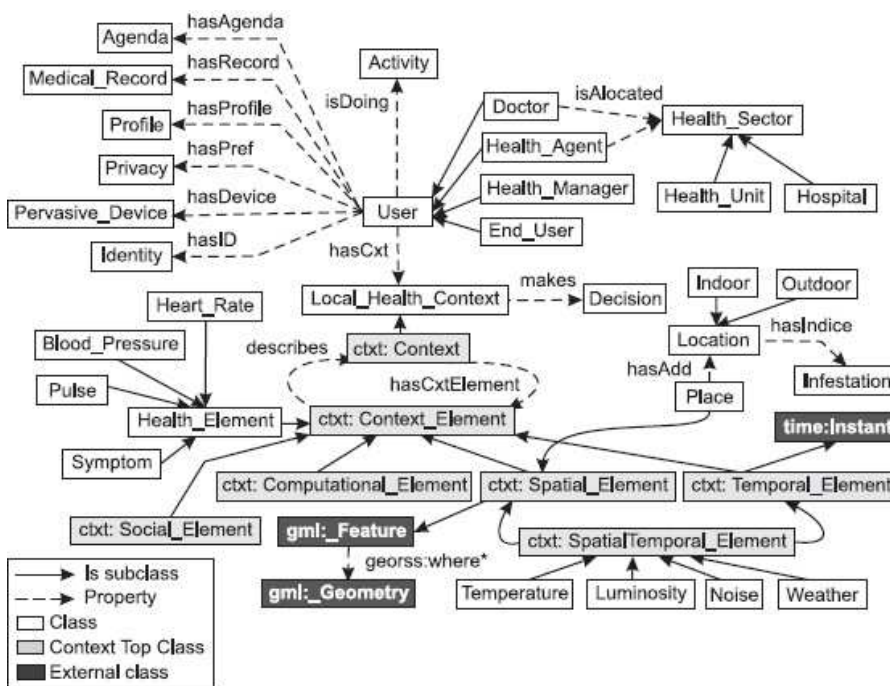 hasAgenda
Agenda
hasRecord
Medical_Record
hasProfile
Profile
hasPref
Privacy
hasDevice
Pervasive_Device
hasID
Identity
Activity
isDoing
User
hasCxt
Doctor
isAlocated
Health_Sector
Health_Agent
Health_Manager
End_User
Health_Unit
Hospital
Local_Health_Context
makes
Decision
Indoor
Outdoor
Location
hasIndice
Infestation
hasAdd
Place
Heart_Rate
Blood_Pressure
Pulse
Health_Element
Symptom
ctxt: Context
describes
hasCxtElement
ctxt: Context_Element
time:Instant
ctxt: Computational_Element
ctxt: Spatial_Element
ctxt: Temporal_Element
ctxt: Social_Element
gml:_Feature
ctxt: SpatialTemporal_Element
georss:where*
gml:_Geometry
Temperature
Luminosity
Noise
Weather
Is subclass
Property
Class
Context Top Class
External class